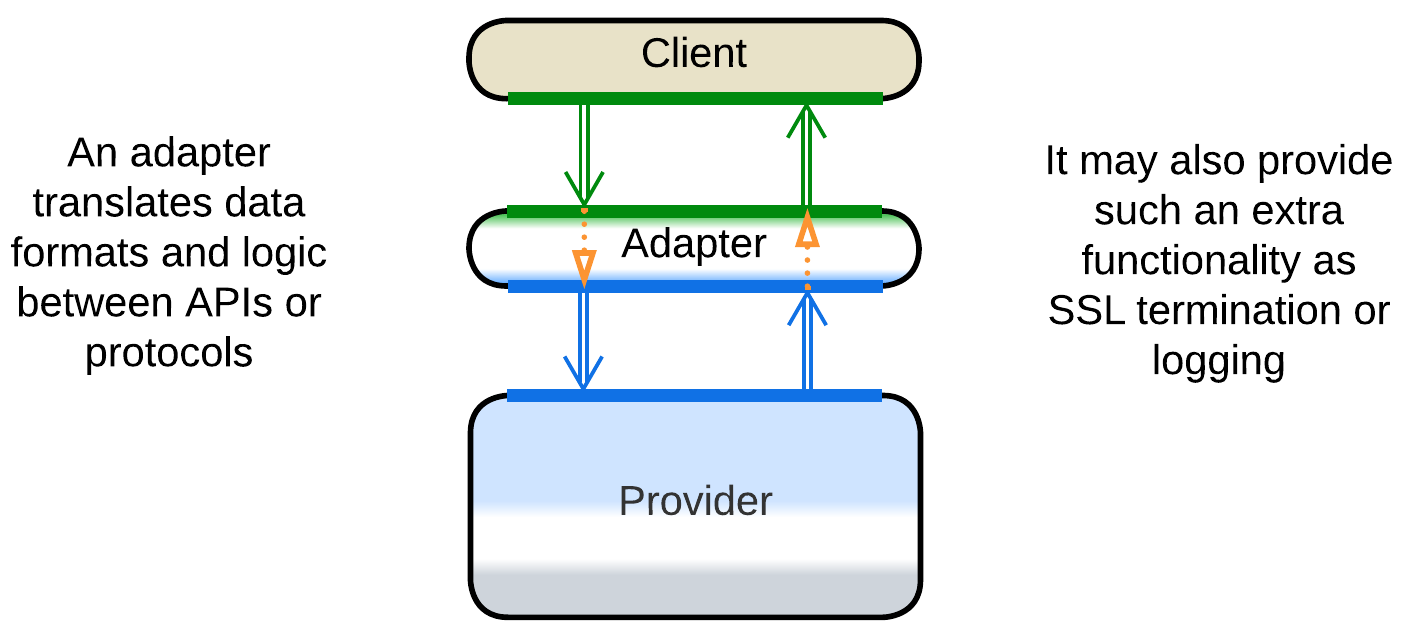 Client
An adapter
translates data
formats and logic
between APIs or
protocols
Adapter
It may also provide
such an extra
functionality as
SSL termination or
logging
Provider